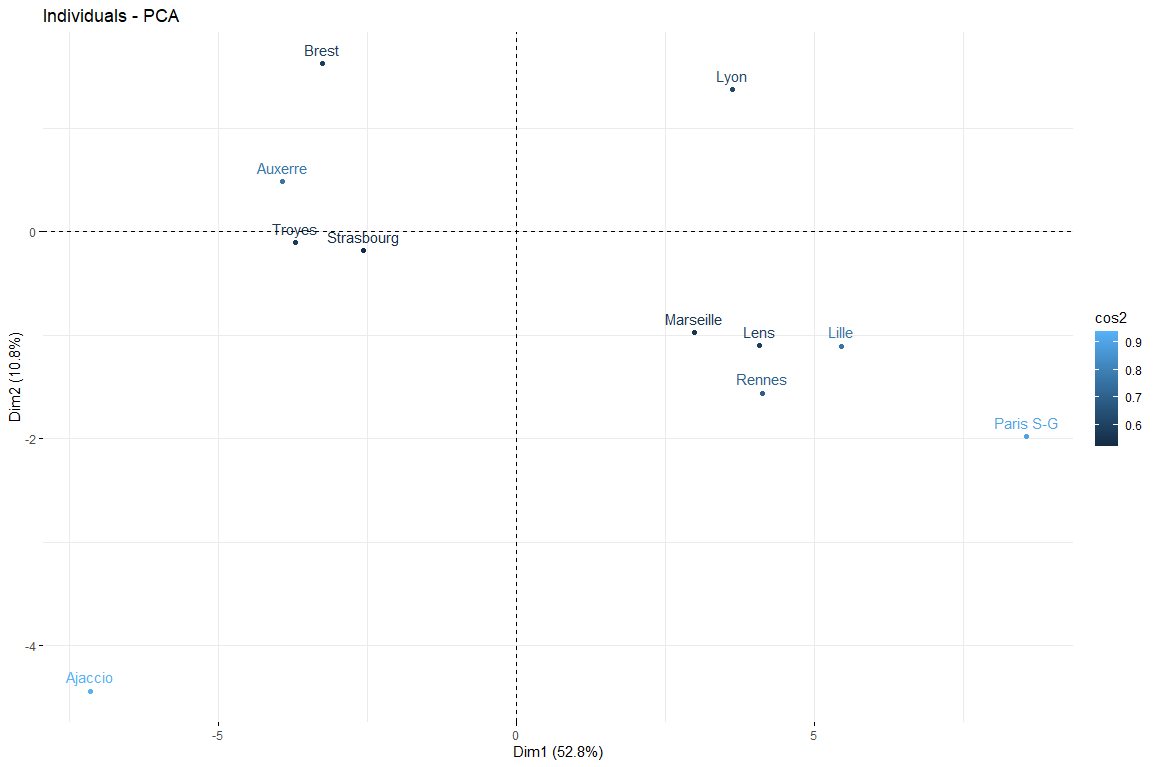 Individuals - PCA
Brest
Lyon
Auxerre
Troyes
Strasbourg
Marseille
Lens
Lille
Rennes
Paris S-G
Ajaccio
0
-2
-4
Dim2 (10.8%)
-5
0
5
Dim1 (52.8%)
cos2
0.9
0.8
0.7
0.6